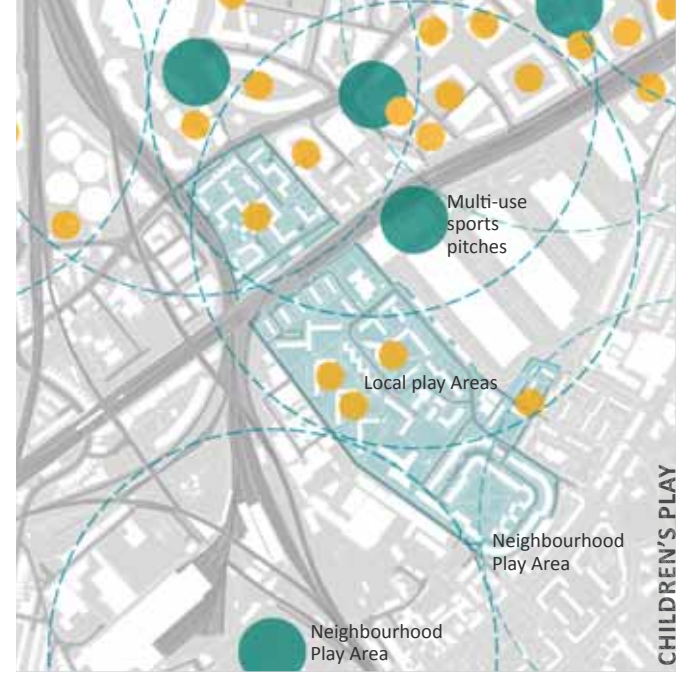 Multi-use
sports
pitches
Local play Areas
Neighbourhood
Play Area
Neighbourhood
Play Area
CHILDREN'S PLAY